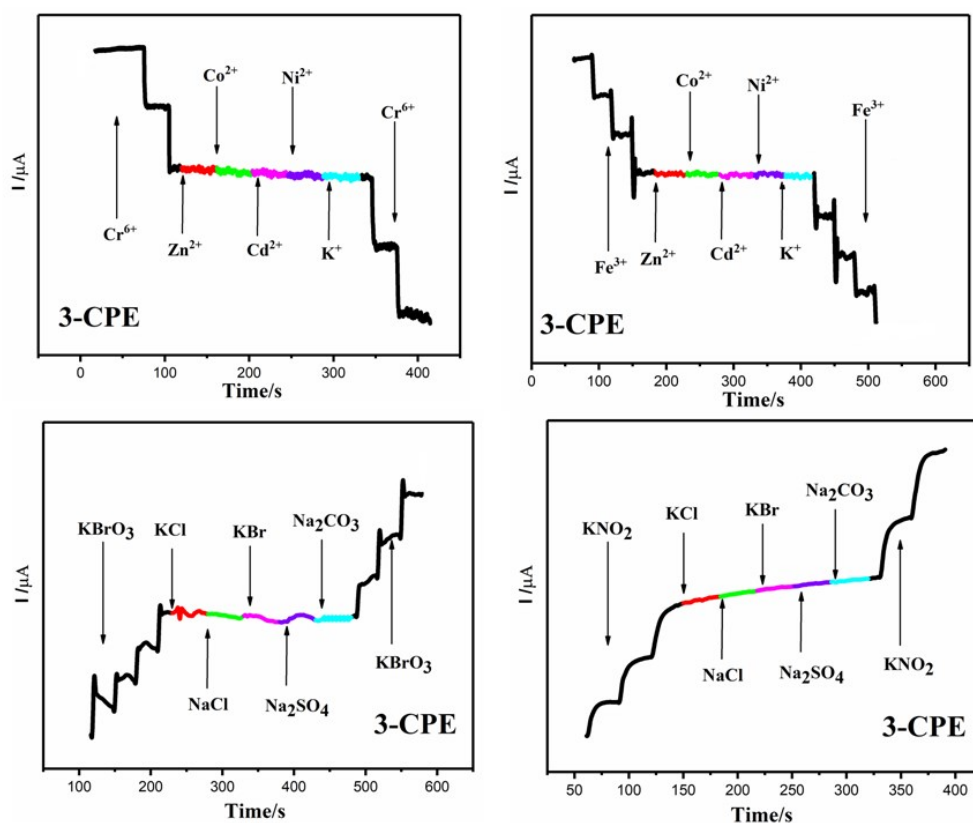 I /µA
Co²⁺
Ni²⁺
Cr⁶⁺
Cr⁶⁺
Zn²⁺
Cd²⁺
K⁺
3-CPE
0 100 200 300 400
Time/s
I /µA
Co²⁺
Ni²⁺
Fe³⁺
Fe³⁺
Zn²⁺
Cd²⁺
K⁺
3-CPE
0 100 200 300 400 500 600
Time/s
I /µA
KBrO₃
KCl
KBr
Na₂CO₃
NaCl
Na₂SO₄
KBrO₃
3-CPE
100 200 300 400 500 600
Time/s
I /µA
KNO₂
KCl
KBr
Na₂CO₃
NaCl
Na₂SO₄
KNO₂
3-CPE
50 100 150 200 250 300 350 400
Time/s